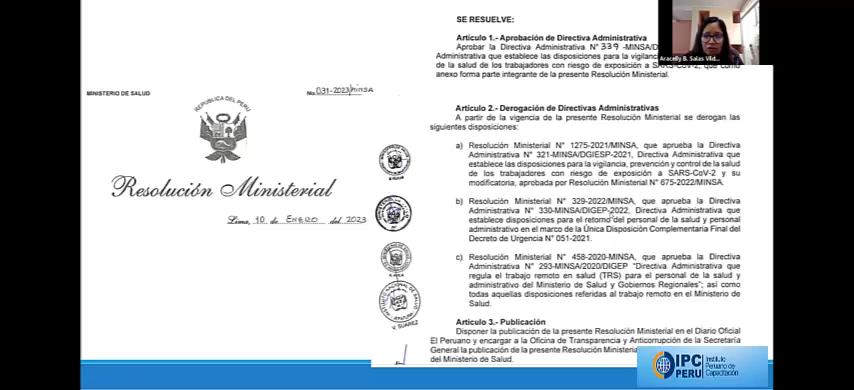 MINISTERIO DE SALUD
No. 031-2023/MINSA
REPUBLICA DEL PERU
Resolución Ministerial
Lima, 10 de ENERO del 2023
V. SUAREZ
SE RESUELVE:
Artículo 1.- Aprobación de Directiva Administrativa
Aprobar la Directiva Administrativa N° 339 -MINSA/D
Administrativa que establece las disposiciones para la vigilanc
de la salud de los trabajadores con riesgo de exposición a SARS-CoV-2, que como
anexo forma parte integrante de la presente Resolución Ministerial.
Artículo 2.- Derogación de Directivas Administrativas
A partir de la vigencia de la presente Resolución Ministerial se derogan las
siguientes disposiciones:
a) Resolución Ministerial N° 1275-2021/MINSA, que aprueba la Directiva
Administrativa N° 321-MINSA/DGIESP-2021, Directiva Administrativa que
establece las disposiciones para la vigilancia, prevención y control de la salud
de los trabajadores con riesgo de exposición a SARS-CoV-2 y su
modificatoria, aprobada por Resolución Ministerial N° 675-2022/MINSA.
b) Resolución Ministerial N° 329-2022/MINSA, que aprueba la Directiva
Administrativa N° 330-MINSA/DIGEP-2022, Directiva Administrativa que
establece disposiciones para el retorno del personal de la salud y personal
administrativo en el marco de la Única Disposición Complementaria Final del
Decreto de Urgencia N° 051-2021.
c) Resolución Ministerial N° 458-2020-MINSA, que aprueba la Directiva
Administrativa N° 293-MINSA/2020/DIGEP "Directiva Administrativa que
regula el trabajo remoto en salud (TRS) para el personal de la salud y
administrativo del Ministerio de Salud y Gobiernos Regionales"; así como
todas aquellas disposiciones referidas al trabajo remoto en el Ministerio de
Salud.
Artículo 3.- Publicación
Disponer la publicación de la presente Resolución Ministerial en el Diario Oficial
El Peruano y encargar a la Oficina de Transparencia y Anticorrupción de la Secretaría
General la publicación de la presente Resolución Ministeria
del Ministerio de Salud.
Aracelly B. Salas Vild...
IPC
PERU
Instituto
Peruano de
Capacitación